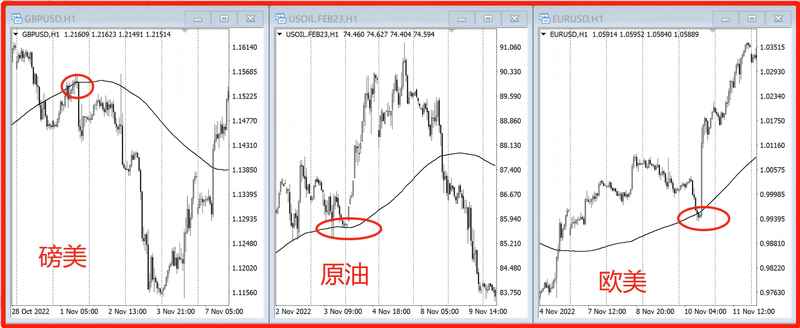 GBPUSD,H1
GBPUSD,H1 1.21609 1.21623 1.21491 1.21514
1.16140
1.15685
1.15225
1.14770
1.14310
1.13850
1.13395
1.12935
1.12480
1.12020
1.11560
磅美
28 Oct 2022 1 Nov 05:00 2 Nov 13:00 3 Nov 21:00 7 Nov 05:00
USOIL.FEB23,H1
USOIL.FEB23,H1 74.460 74.627 74.404 74.594
91.060
90.330
89.590
88.860
88.130
87.400
86.670
85.940
85.210
84.480
83.750
原油
2 Nov 2022 3 Nov 09:00 4 Nov 18:00 8 Nov 05:00 9 Nov 14:00
EURUSD,H1
EURUSD,H1 1.05914 1.05952 1.05840 1.05889
1.03515
1.02930
1.02340
1.01750
1.01160
1.00575
0.99985
0.99395
0.98805
0.98220
0.97630
欧美
4 Nov 2022 7 Nov 12:00 8 Nov 20:00 10 Nov 04:00 11 Nov 12:00